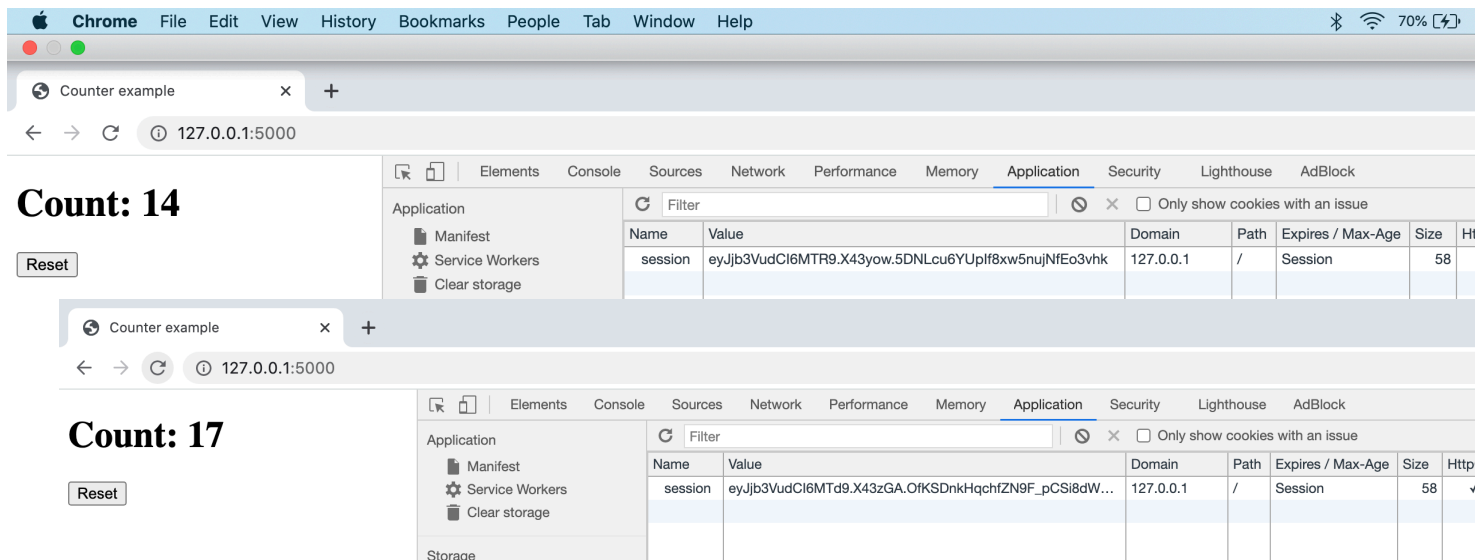 Chrome File Edit View History Bookmarks People Tab Window Help 70%
Counter example
127.0.0.1:5000
Elements Console Sources Network Performance Memory Application Security Lighthouse AdBlock
Count: 14
Application
Filter
Only show cookies with an issue
Name Value Domain Path Expires / Max-Age Size Ht
Manifest
session eyJjb3VudCI6MTR9.X43yow.5DNLcu6YUpIf8xw5nujNfEo3vhk 127.0.0.1 / Session 58
Reset
Service Workers
Clear storage
Counter example
127.0.0.1:5000
Elements Console Sources Network Performance Memory Application Security Lighthouse AdBlock
Count: 17
Application
Filter
Only show cookies with an issue
Name Value Domain Path Expires / Max-Age Size Http
Manifest
session eyJjb3VudCI6MTd9.X43zGA.OfKSDnkHqchfZN9F_pCSi8dW... 127.0.0.1 / Session 58
Reset
Service Workers
Clear storage
Storage